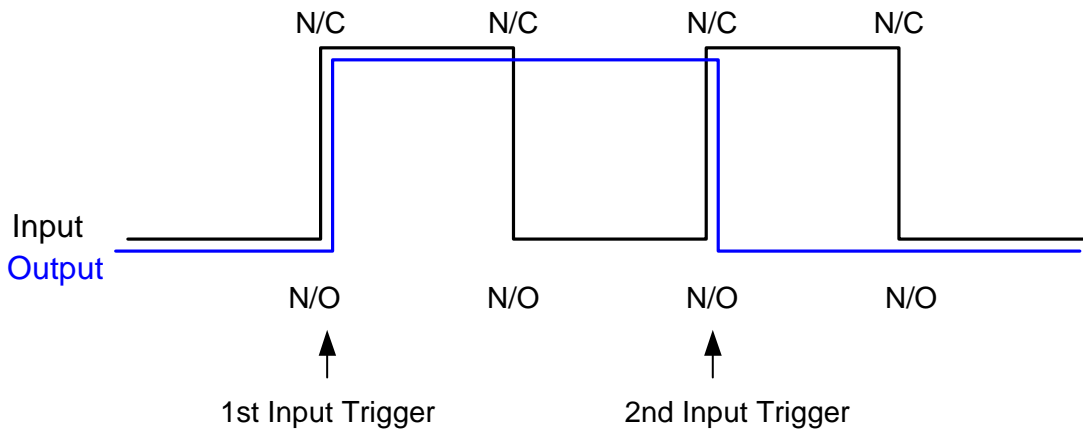 N/C N/C N/C N/C
Input
Output
N/O N/O N/O N/O
1st Input Trigger 2nd Input Trigger